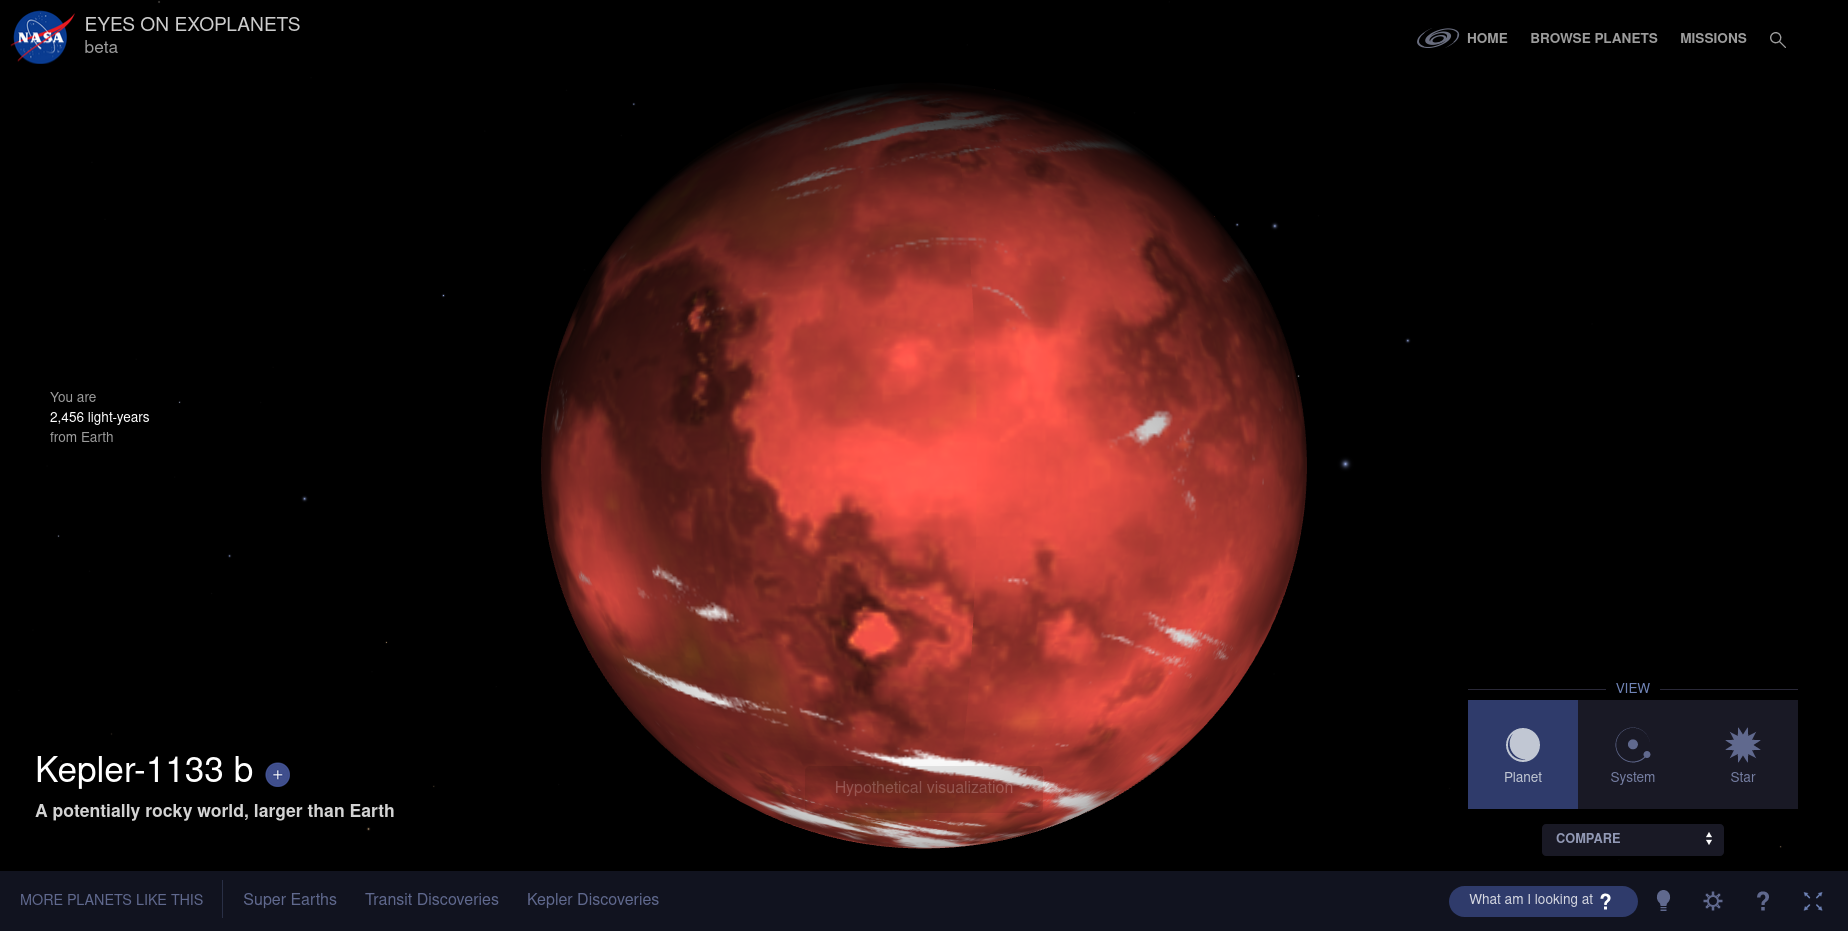 NASA
EYES ON EXOPLANETS
beta
HOME
BROWSE PLANETS
MISSIONS
You are
2,456 light-years
from Earth
Kepler-1133 b +
A potentially rocky world, larger than Earth
Hypothetical visualization
VIEW
Planet
System
Star
COMPARE
MORE PLANETS LIKE THIS
Super Earths
Transit Discoveries
Kepler Discoveries
What am I looking at ?
?